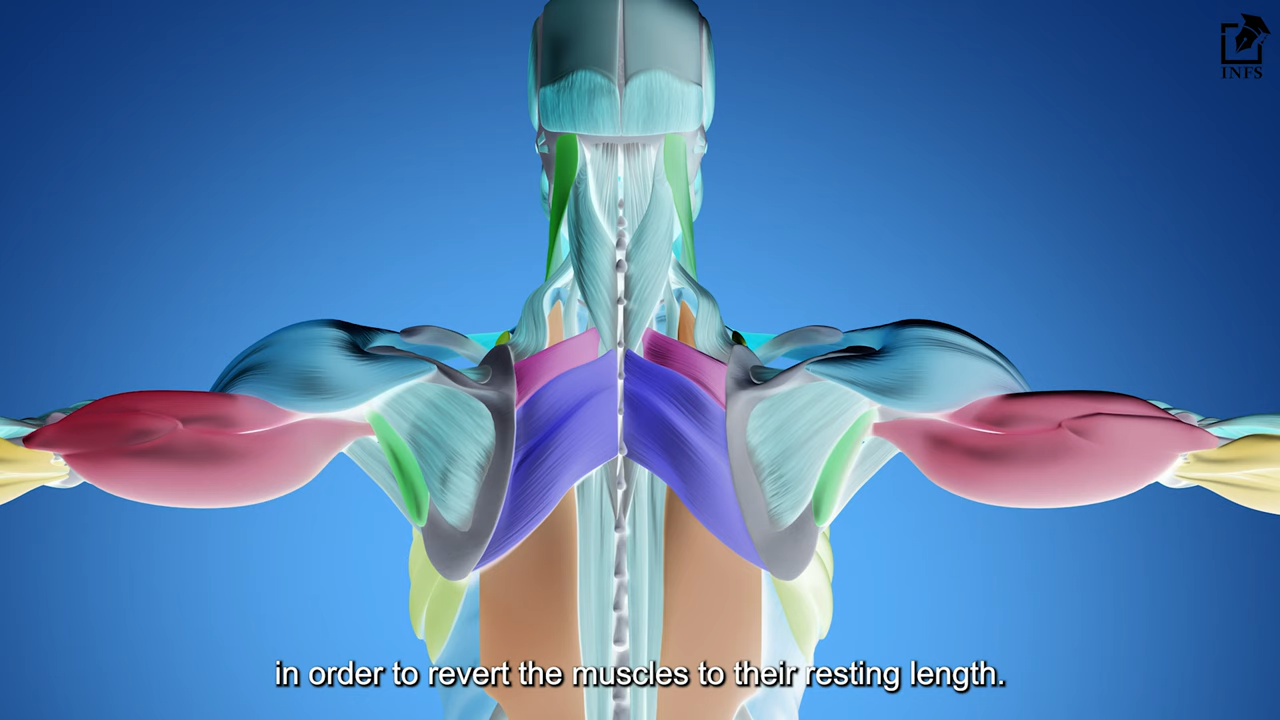 INFS
in order to revert the muscles to their resting length.